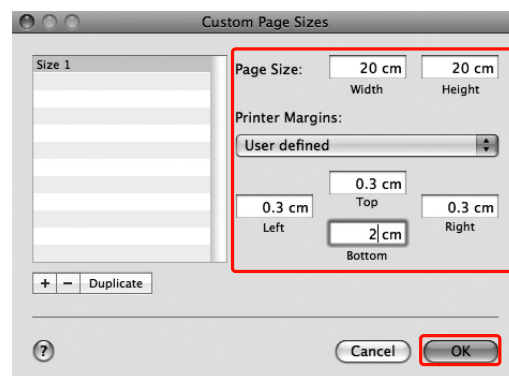 Custom Page Sizes
Size 1
Page Size: 20 cm 20 cm
Width Height
Printer Margins:
User defined
0.3 cm
Top
0.3 cm 0.3 cm
Left Right
2 cm
Bottom
+ − Duplicate
? Cancel OK